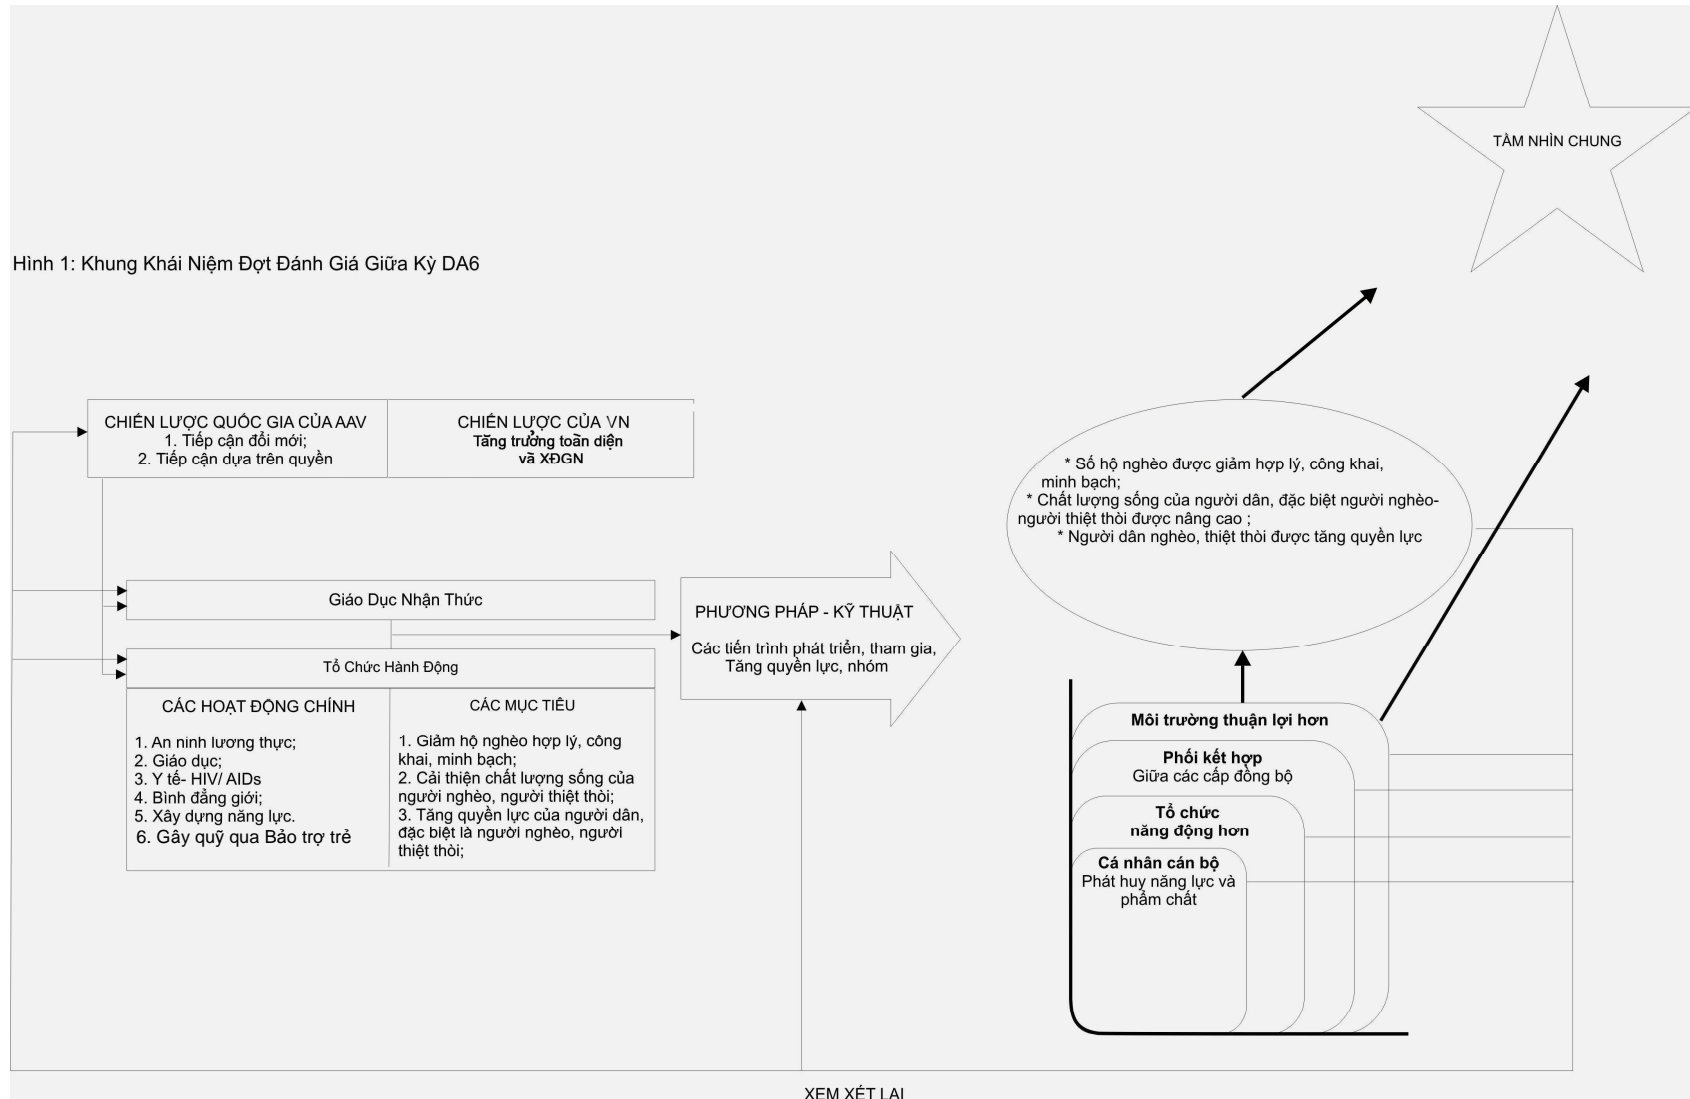 TẦM NHÌN CHUNG
Hình 1: Khung Khái Niệm Đợt Đánh Giá Giữa Kỳ DA6
CHIẾN LƯỢC QUỐC GIA CỦA AAV
1. Tiếp cận đổi mới;
2. Tiếp cận dựa trên quyền
CHIẾN LƯỢC CỦA VN
Tăng trưởng toàn diện
và XĐGN
* Số hộ nghèo được giảm hợp lý, công khai,
minh bạch;
* Chất lượng sống của người dân, đặc biệt người nghèo-
người thiệt thòi được nâng cao ;
* Người dân nghèo, thiệt thòi được tăng quyền lực
Giáo Dục Nhận Thức
Tổ Chức Hành Động
CÁC HOẠT ĐỘNG CHÍNH
1. An ninh lương thực;
2. Giáo dục;
3. Y tế- HIV/ AIDs
4. Bình đẳng giới;
5. Xây dựng năng lực.
6. Gây quỹ qua Bảo trợ trẻ
CÁC MỤC TIÊU
1. Giảm hộ nghèo hợp lý, công
khai, minh bạch;
2. Cải thiện chất lượng sống của
người nghèo, người thiệt thòi;
3. Tăng quyền lực của người dân,
đặc biệt là người nghèo, người
thiệt thòi;
PHƯƠNG PHÁP - KỸ THUẬT
Các tiến trình phát triển, tham gia,
Tăng quyền lực, nhóm
Môi trường thuận lợi hơn
Phối kết hợp
Giữa các cấp đồng bộ
Tổ chức
năng động hơn
Cá nhân cán bộ
Phát huy năng lực và
phẩm chất
XEM XÉT LẠI